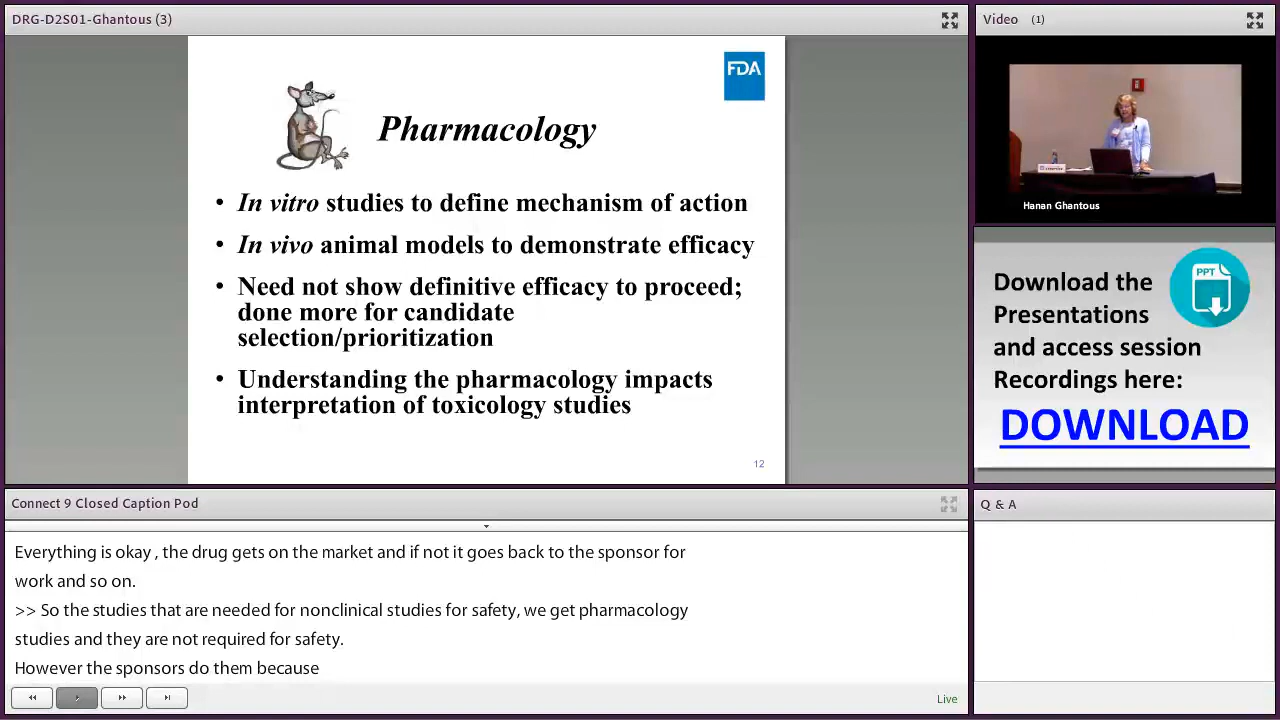 DRG-D2S01-Ghantous (3)
FDA
Pharmacology
• In vitro studies to define mechanism of action
• In vivo animal models to demonstrate efficacy
• Need not show definitive efficacy to proceed;
done more for candidate
selection/prioritization
• Understanding the pharmacology impacts
interpretation of toxicology studies
12
Video (1)
Hanan Ghantous
Download the
Presentations
and access session
Recordings here:
PPT
DOWNLOAD
Connect 9 Closed Caption Pod
Everything is okay , the drug gets on the market and if not it goes back to the sponsor for
work and so on.
>> So the studies that are needed for nonclinical studies for safety, we get pharmacology
studies and they are not required for safety.
However the sponsors do them because
Live
Q & A